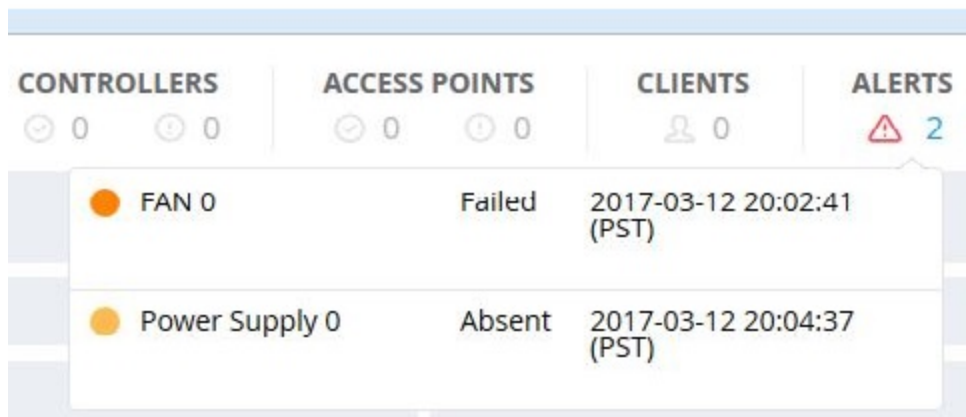 CONTROLLERS ACCESS POINTS CLIENTS ALERTS
0 0 0 0 0 2
FAN 0 Failed 2017-03-12 20:02:41
(PST)
Power Supply 0 Absent 2017-03-12 20:04:37
(PST)